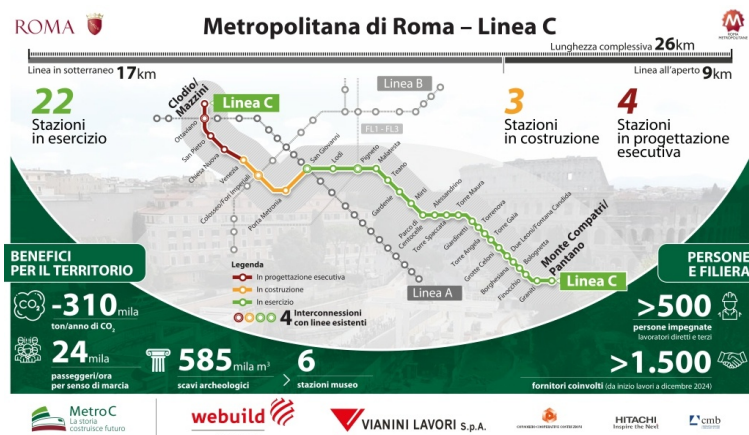 ROMA
Metropolitana di Roma – Linea C
ROMA
METROPOLITANE
Lunghezza complessiva 26km
Linea in sotterraneo 17km
Linea all'aperto 9km
22
Stazioni
in esercizio
3
Stazioni
in costruzione
4
Stazioni
in progettazione
esecutiva
Clodio/
Mazzini
Linea C
Linea B
FL1 - FL3
Ottaviano
San Pietro
Chiesa Nuova
Venezia
Colosseo/Fori Imperiali
Porta Metronia
San Giovanni
Lodi
Pigneto
Malatesta
Teano
Gardenie
Mirti
Parco di
Centocelle
Alessandrino
Torre Spaccata
Torre Maura
Giardinetti
Torrenova
Torre Angela
Torre Gaia
Grotte Celoni
Due Leoni/Fontana Candida
Borghesiana
Bolognetta
Finocchio
Graniti
Monte Compatri/
Pantano
Linea C
Linea A
Legenda
In progettazione esecutiva
In costruzione
In esercizio
4 Interconnessioni
con linee esistenti
BENEFICI
PER IL TERRITORIO
CO2
-310 mila
ton/anno di CO2
24 mila
passeggeri/ora
per senso di marcia
585 mila m³
scavi archeologici
6
stazioni museo
PERSONE
E FILIERA
>500
persone impegnate
lavoratori diretti e terzi
>1.500
fornitori coinvolti (da inizio lavori a dicembre 2024)
Metro C
La storia
costruisce futuro
webuild
VIANINI LAVORI S.p.A.
CONSORZIO COOPERATIVE COSTRUZIONI
HITACHI
Inspire the Next
cmb